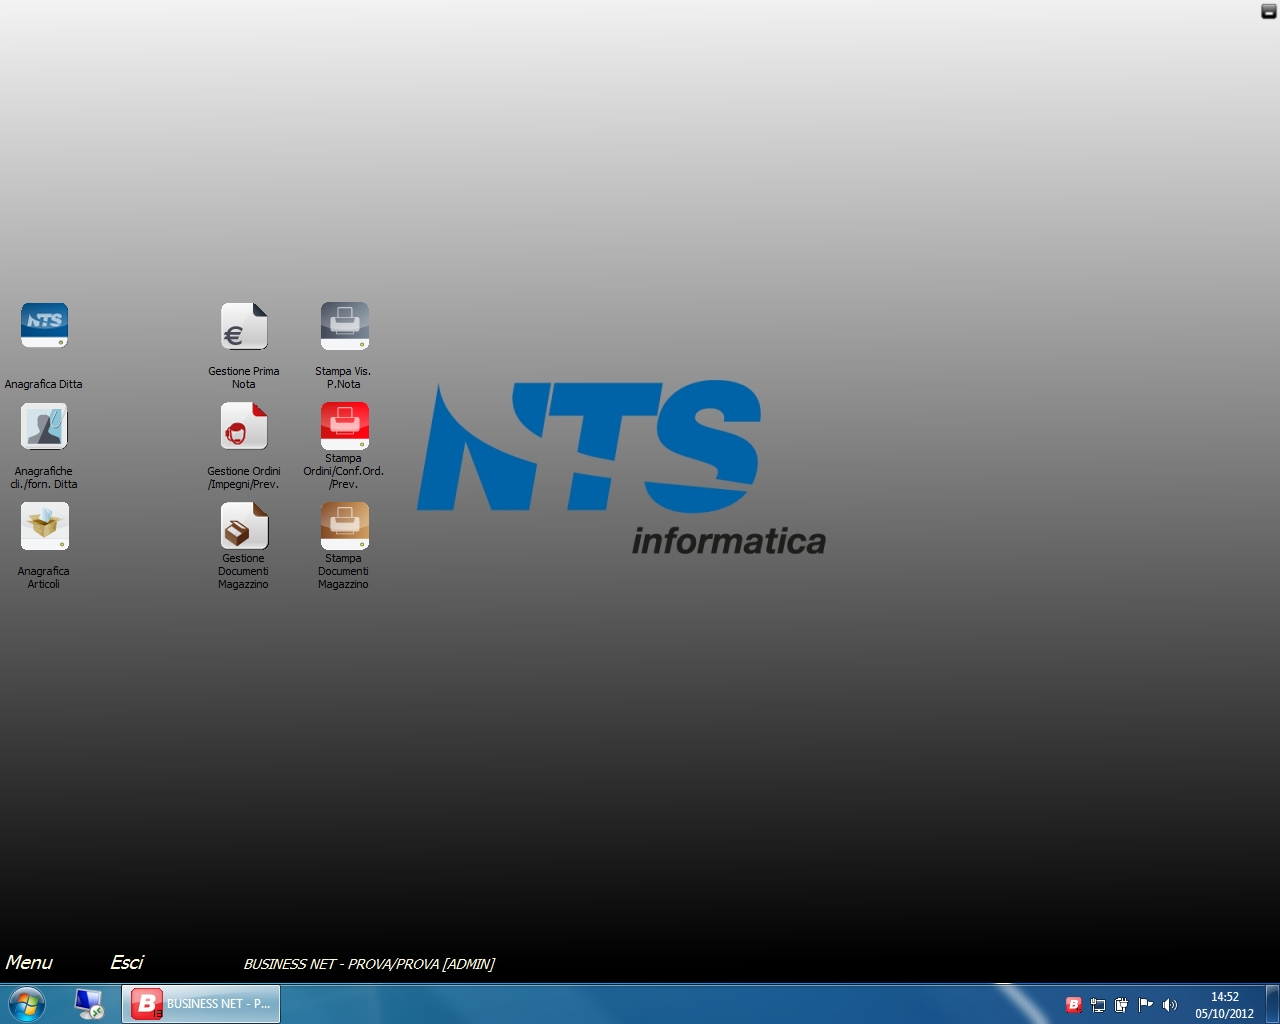 NTS
Anagrafica Ditta
Gestione Prima
Nota
Stampa Vis.
P.Nota
Anagrafiche
cli./forn. Ditta
Gestione Ordini
/Impegni/Prev.
Stampa
Ordini/Conf.Ord.
/Prev.
Anagrafica
Articoli
Gestione
Documenti
Magazzino
Stampa
Documenti
Magazzino
NTS
informatica
Menu
Esci
BUSINESS NET - PROVA/PROVA [ADMIN]
B
13
BUSINESS NET - P...
B
14:52
05/10/2012